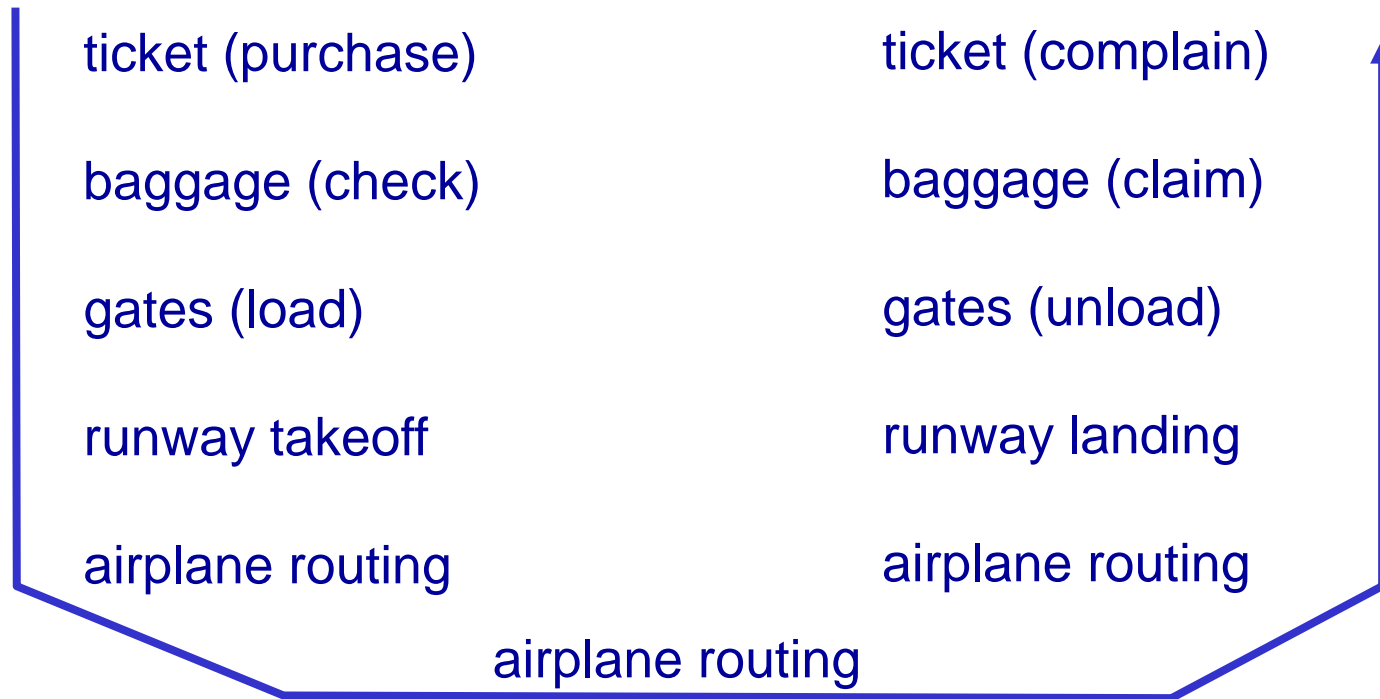 ticket (purchase)
baggage (check)
gates (load)
runway takeoff
airplane routing
ticket (complain)
baggage (claim)
gates (unload)
runway landing
airplane routing
airplane routing